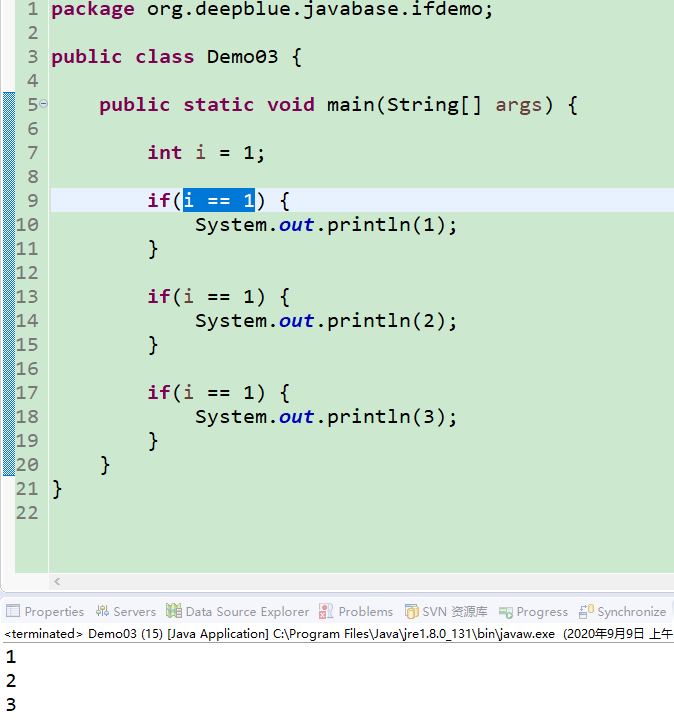 1 package org.deepblue.javabase.ifdemo;
2
3 public class Demo03 {
4
5 public static void main(String[] args) {
6
7 int i = 1;
8
9 if(i == 1) {
10 System.out.println(1);
11 }
12
13 if(i == 1) {
14 System.out.println(2);
15 }
16
17 if(i == 1) {
18 System.out.println(3);
19 }
20 }
21 }
22
Properties Servers Data Source Explorer Problems SVN 资源库 Progress Synchronize
<terminated> Demo03 (15) [Java Application] C:\Program Files\Java\jre1.8.0_131\bin\javaw.exe (2020年9月9日 上午
1
2
3